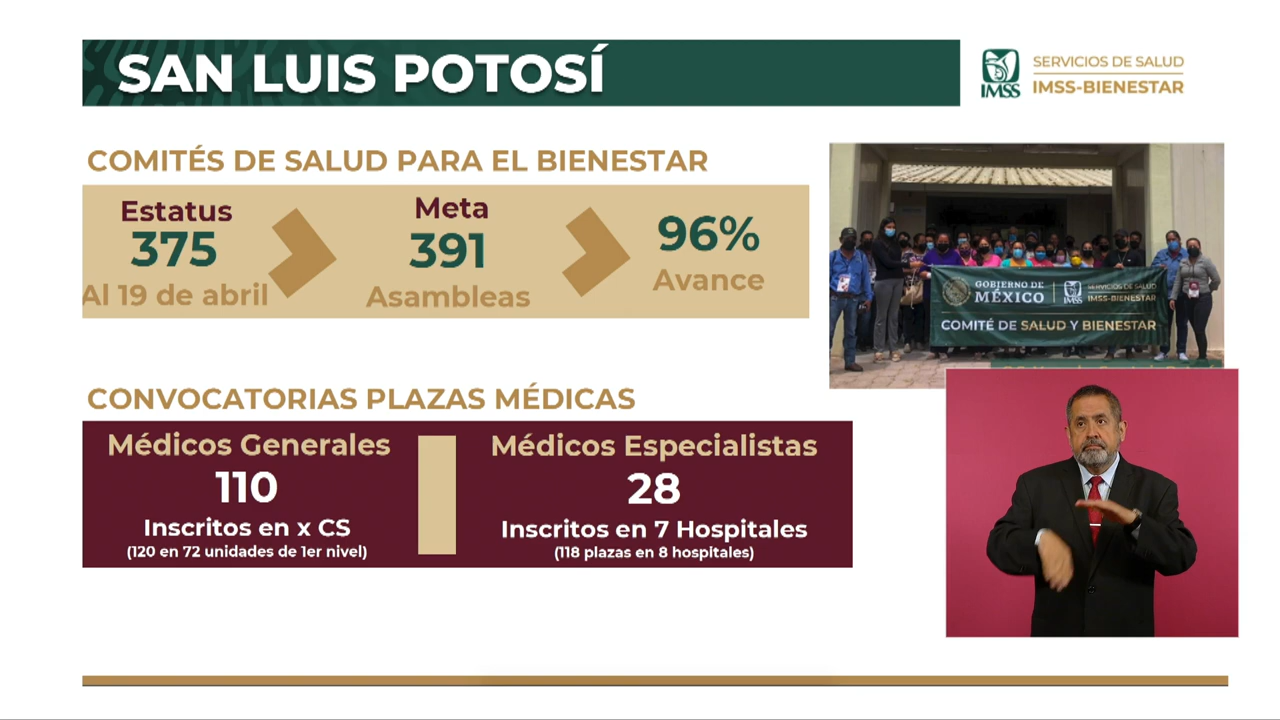 SAN LUIS POTOSÍ
IMSS
SERVICIOS DE SALUD
IMSS-BIENESTAR
COMITÉS DE SALUD PARA EL BIENESTAR
Estatus
375
Al 19 de abril
Meta
391
Asambleas
96%
Avance
GOBIERNO DE
MÉXICO
IMSS
SERVICIOS DE SALUD
IMSS-BIENESTAR
COMITÉ DE SALUD Y BIENESTAR
CONVOCATORIAS PLAZAS MÉDICAS
Médicos Generales
110
Inscritos en x CS
(120 en 72 unidades de 1er nivel)
Médicos Especialistas
28
Inscritos en 7 Hospitales
(118 plazas en 8 hospitales)